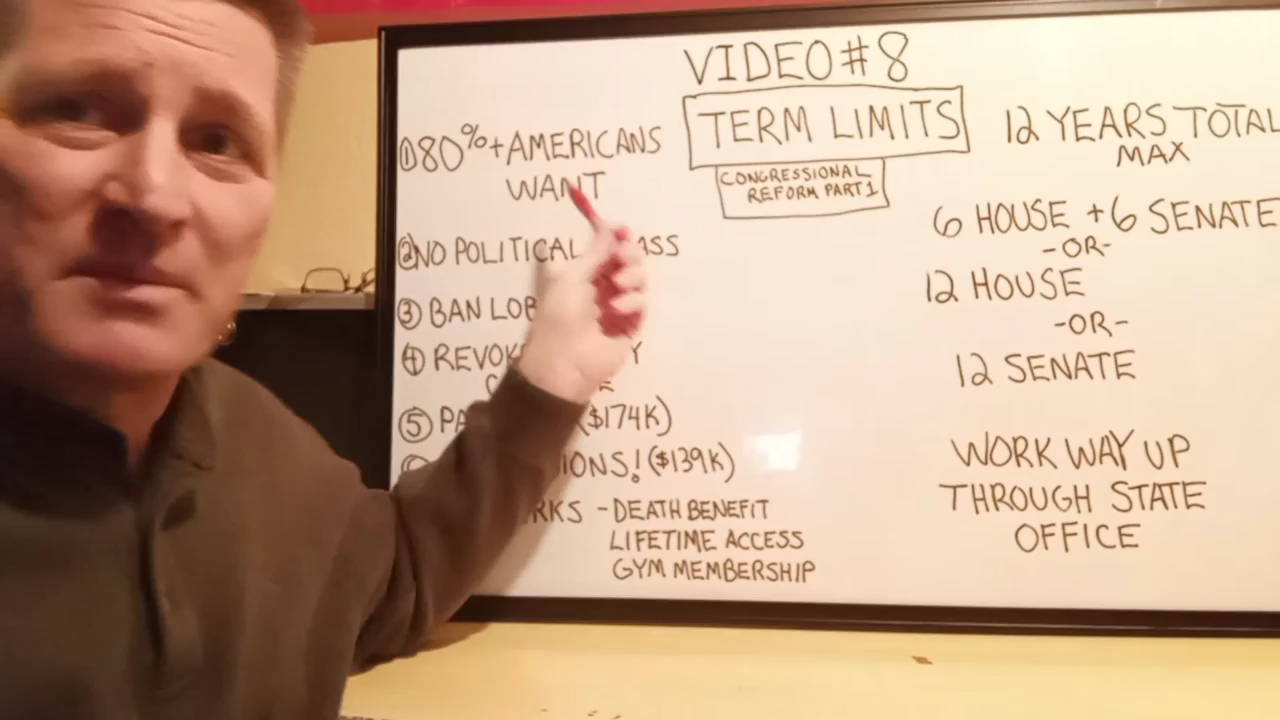 VIDEO #8
TERM LIMITS
CONGRESSIONAL
REFORM PART 1
① 80%+ AMERICANS
WANT
② NO POLITICAL
③ BAN
④
⑤ ($174K)
($139K)
- DEATH BENEFIT
LIFETIME ACCESS
GYM MEMBERSHIP
12 YEARS TOTAL
MAX
6 HOUSE + 6 SENATE
-OR-
12 HOUSE
-OR-
12 SENATE
WORK WAY UP
THROUGH STATE
OFFICE